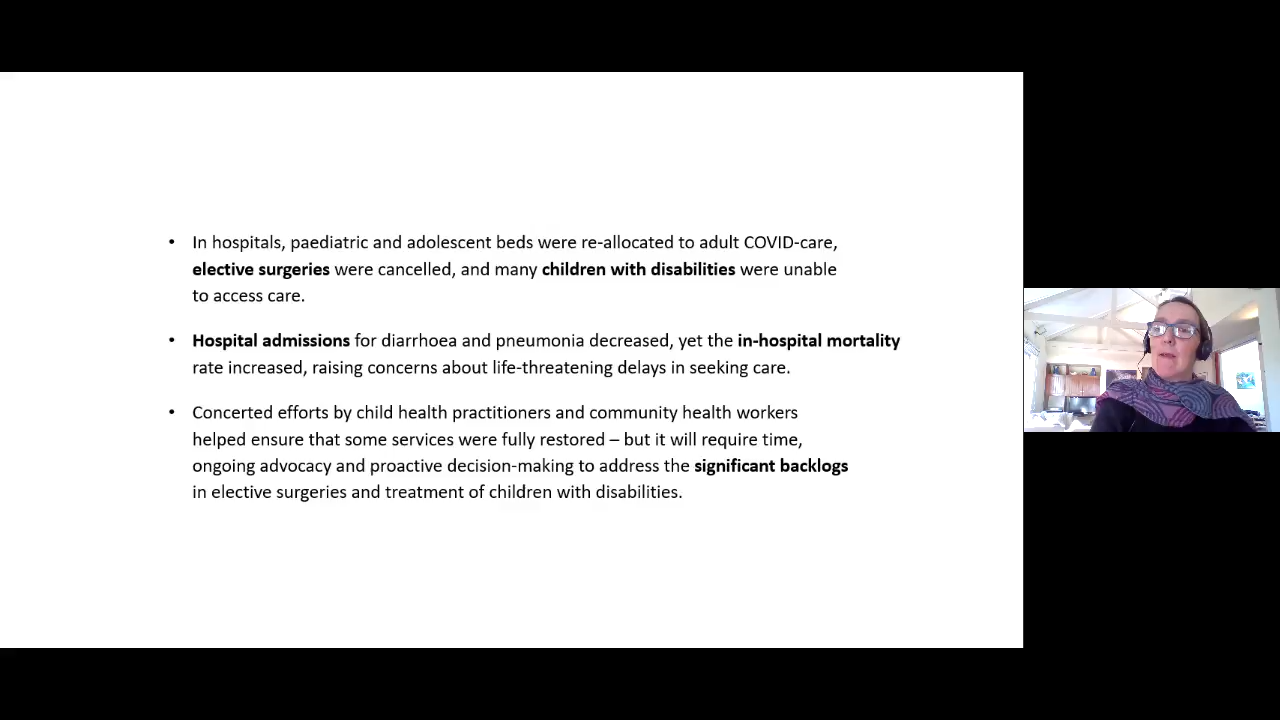 • In hospitals, paediatric and adolescent beds were re-allocated to adult COVID-care,
elective surgeries were cancelled, and many children with disabilities were unable
to access care.
• Hospital admissions for diarrhoea and pneumonia decreased, yet the in-hospital mortality
rate increased, raising concerns about life-threatening delays in seeking care.
• Concerted efforts by child health practitioners and community health workers
helped ensure that some services were fully restored – but it will require time,
ongoing advocacy and proactive decision-making to address the significant backlogs
in elective surgeries and treatment of children with disabilities.